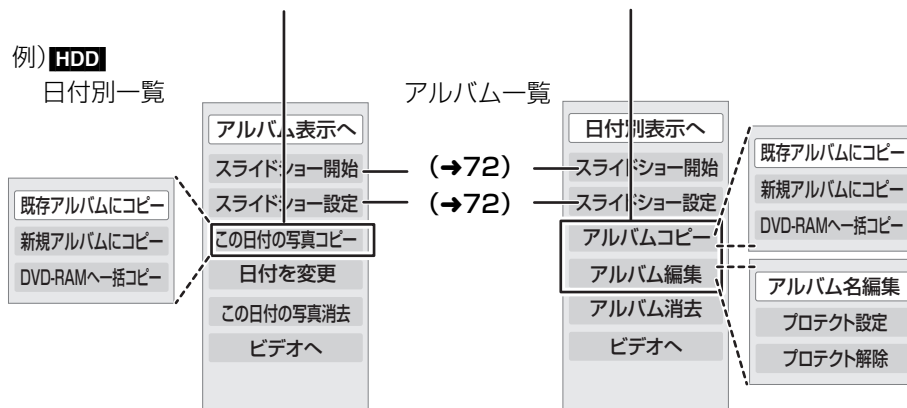 例）HDD
日付別一覧
アルバム表示へ
スライドショー開始
スライドショー設定
この日付の写真コピー
日付を変更
この日付の写真消去
ビデオへ
既存アルバムにコピー
新規アルバムにコピー
DVD-RAMへ一括コピー
（➔72）
（➔72）
アルバム一覧
日付別表示へ
スライドショー開始
スライドショー設定
アルバムコピー
アルバム編集
アルバム消去
ビデオへ
既存アルバムにコピー
新規アルバムにコピー
DVD-RAMへ一括コピー
アルバム名編集
プロテクト設定
プロテクト解除